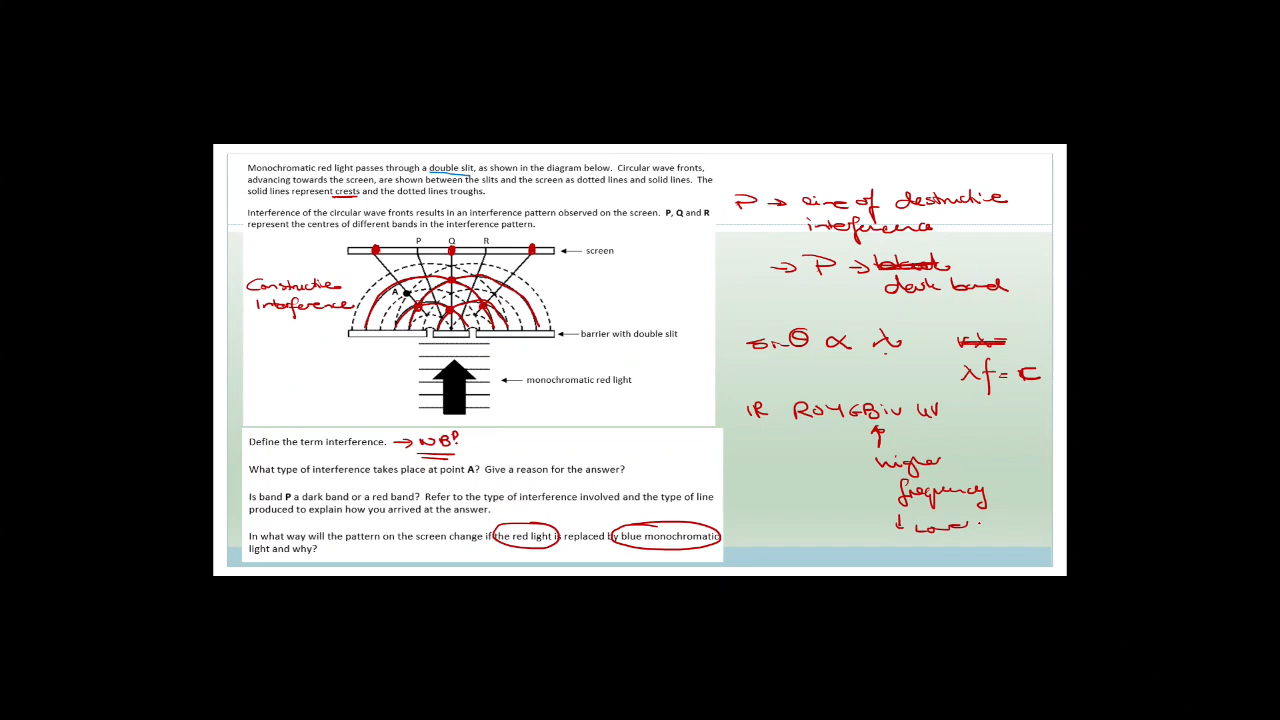 Monochromatic red light passes through a double slit, as shown in the diagram below. Circular wave fronts,
advancing towards the screen, are shown between the slits and the screen as dotted lines and solid lines. The
solid lines represent crests and the dotted lines troughs.
Interference of the circular wave fronts results in an interference pattern observed on the screen. P, Q and R
represent the centres of different bands in the interference pattern.
P Q R
screen
A
Constructive
Interference
barrier with double slit
monochromatic red light
Define the term interference. → NB!
What type of interference takes place at point A? Give a reason for the answer?
Is band P a dark band or a red band? Refer to the type of interference involved and the type of line
produced to explain how you arrived at the answer.
In what way will the pattern on the screen change if the red light is replaced by blue monochromatic
light and why?
P → line of destructive
interference
→ P →
dark band
sin θ ∝ λ
λf = c
IR ROYGBiV UV
higher
frequency
↓ lower